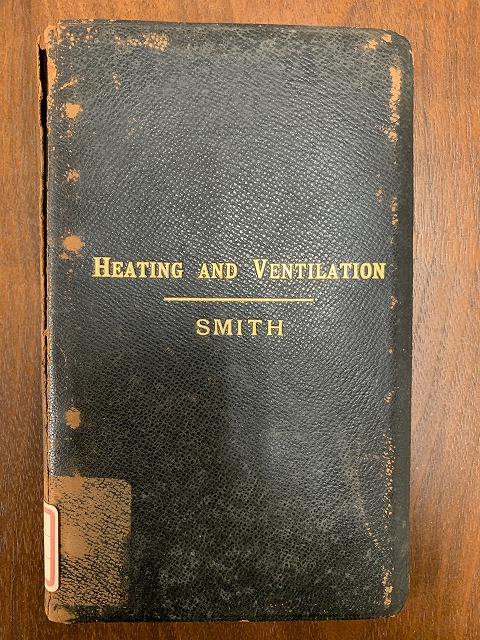 HEATING AND VENTILATION
SMITH